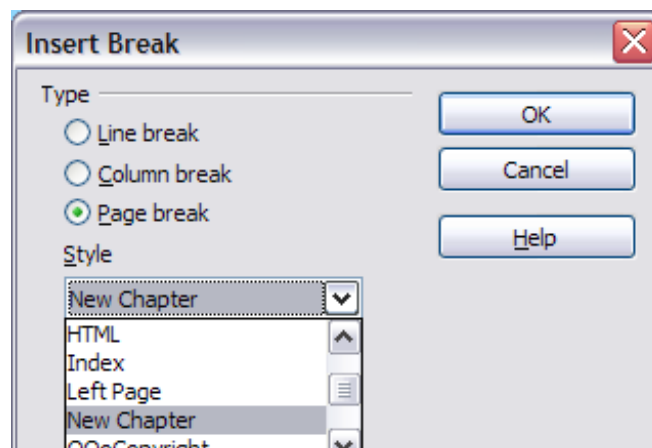 Insert Break
Type
Line break
Column break
Page break
Style
New Chapter
HTML
Index
Left Page
New Chapter
OOoCopyright
OK
Cancel
Help